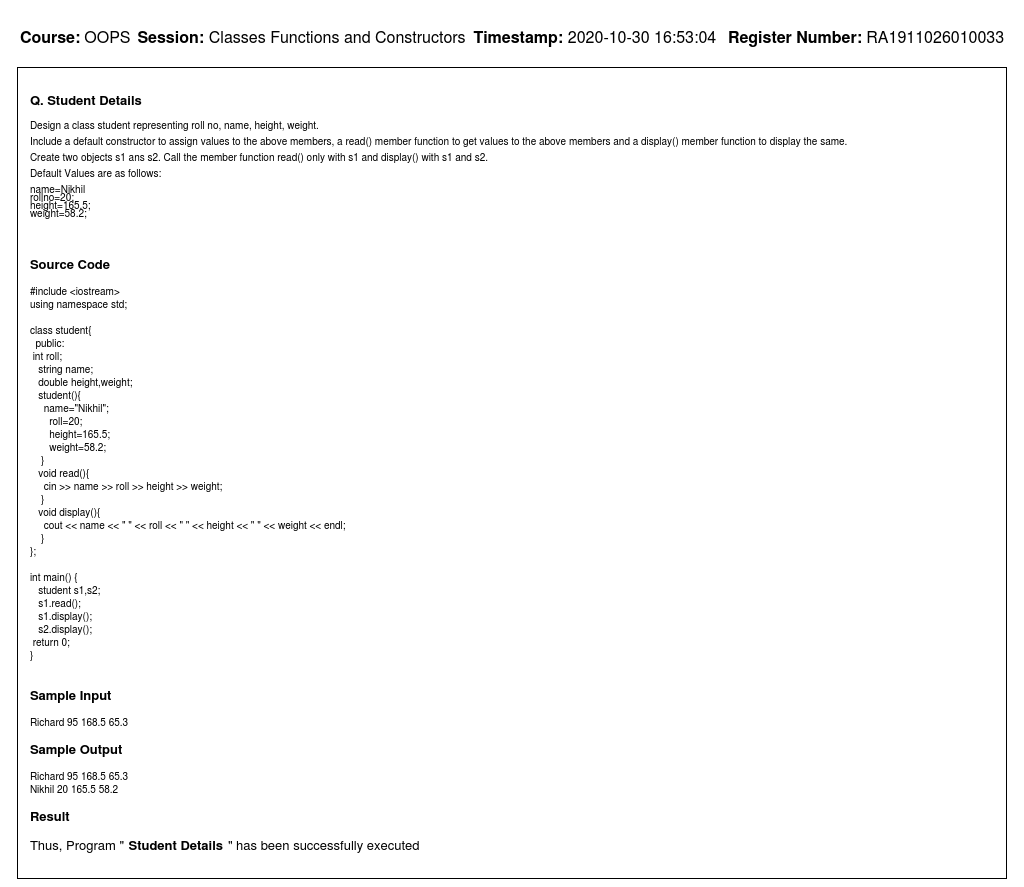 Course: OOPS Session: Classes Functions and Constructors Timestamp: 2020-10-30 16:53:04 Register Number: RA1911026010033
Q. Student Details
Design a class student representing roll no, name, height, weight.
Include a default constructor to assign values to the above members, a read() member function to get values to the above members and a display() member function to display the same.
Create two objects s1 ans s2. Call the member function read() only with s1 and display() with s1 and s2.
Default Values are as follows:
name=Nikhil
rollno=20;
height=165.5;
weight=58.2;
Source Code
#include <iostream>
using namespace std;
class student{
public:
int roll;
string name;
double height,weight;
student(){
name="Nikhil";
roll=20;
height=165.5;
weight=58.2;
}
void read(){
cin >> name >> roll >> height >> weight;
}
void display(){
cout << name << " " << roll << " " << height << " " << weight << endl;
}
};
int main() {
student s1,s2;
s1.read();
s1.display();
s2.display();
return 0;
}
Sample Input
Richard 95 168.5 65.3
Sample Output
Richard 95 168.5 65.3
Nikhil 20 165.5 58.2
Result
Thus, Program " Student Details " has been successfully executed